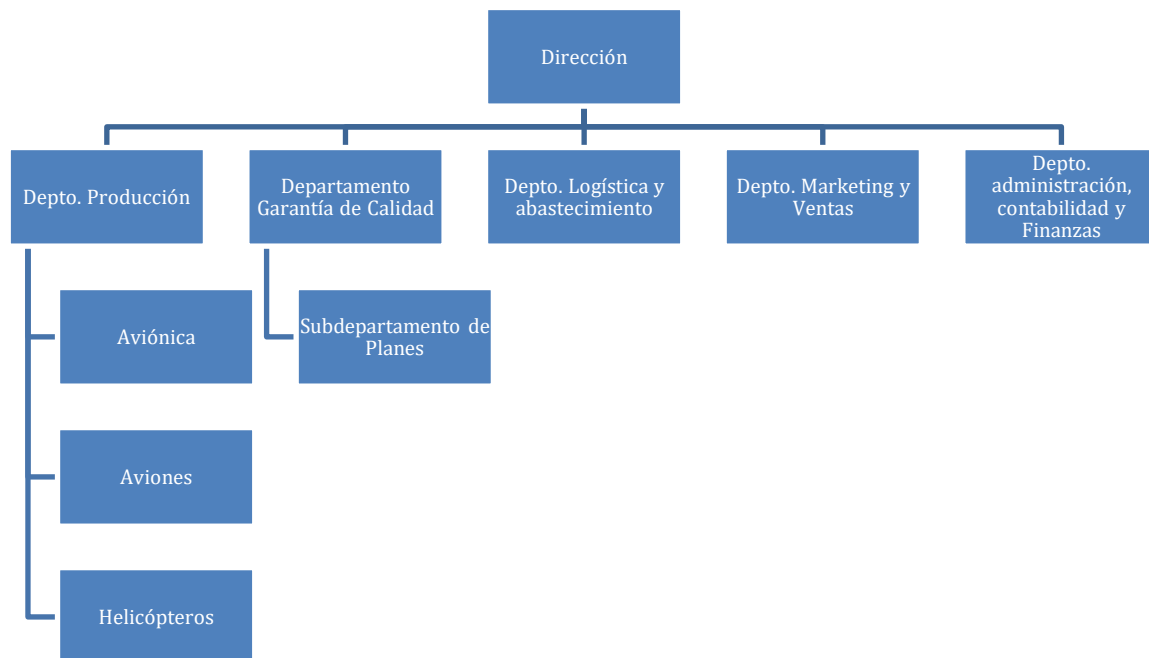 Dirección
Depto. Producción
Departamento
Garantía de Calidad
Depto. Logística y
abastecimiento
Depto. Marketing y
Ventas
Depto.
administración,
contabilidad y
Finanzas
Aviónica
Subdepartamento de
Planes
Aviones
Helicópteros